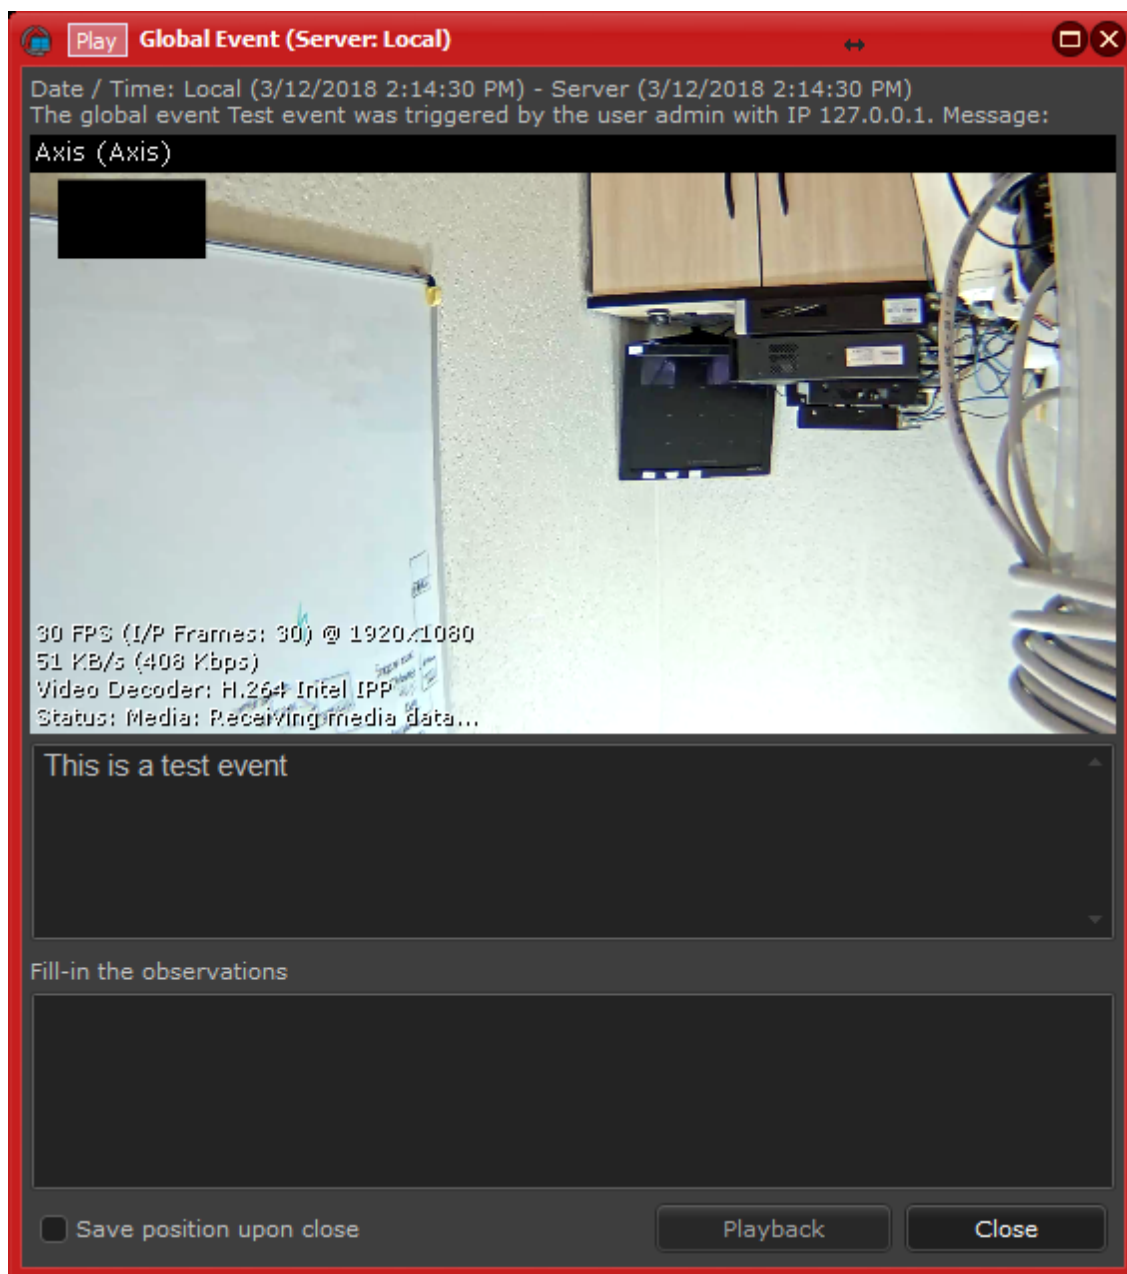 Play Global Event (Server: Local)
Date / Time: Local (3/12/2018 2:14:30 PM) - Server (3/12/2018 2:14:30 PM)
The global event Test event was triggered by the user admin with IP 127.0.0.1. Message:
Axis (Axis)
30 FPS (I/P Frames: 30) @ 1920x1080
51 KB/s (408 Kbps)
Video Decoder: H.264 Intel IPP
Status: Media: Receiving media data...
This is a test event
Fill-in the observations
Save position upon close
Playback
Close